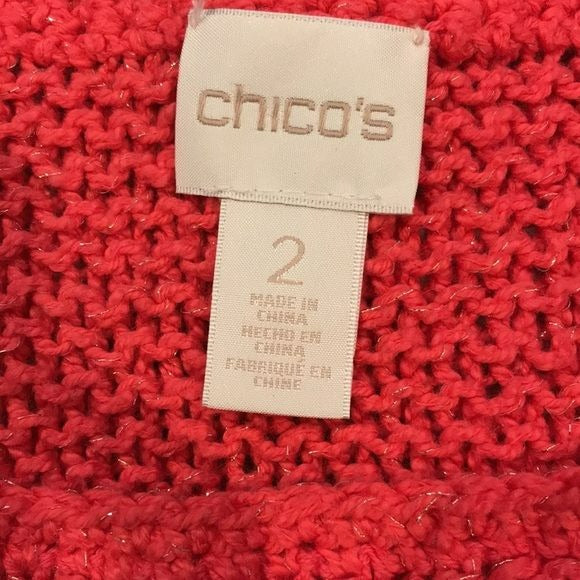 chico's
2
MADE IN
CHINA
HECHO EN
CHINA
FABRIQUÉ EN
CHINE